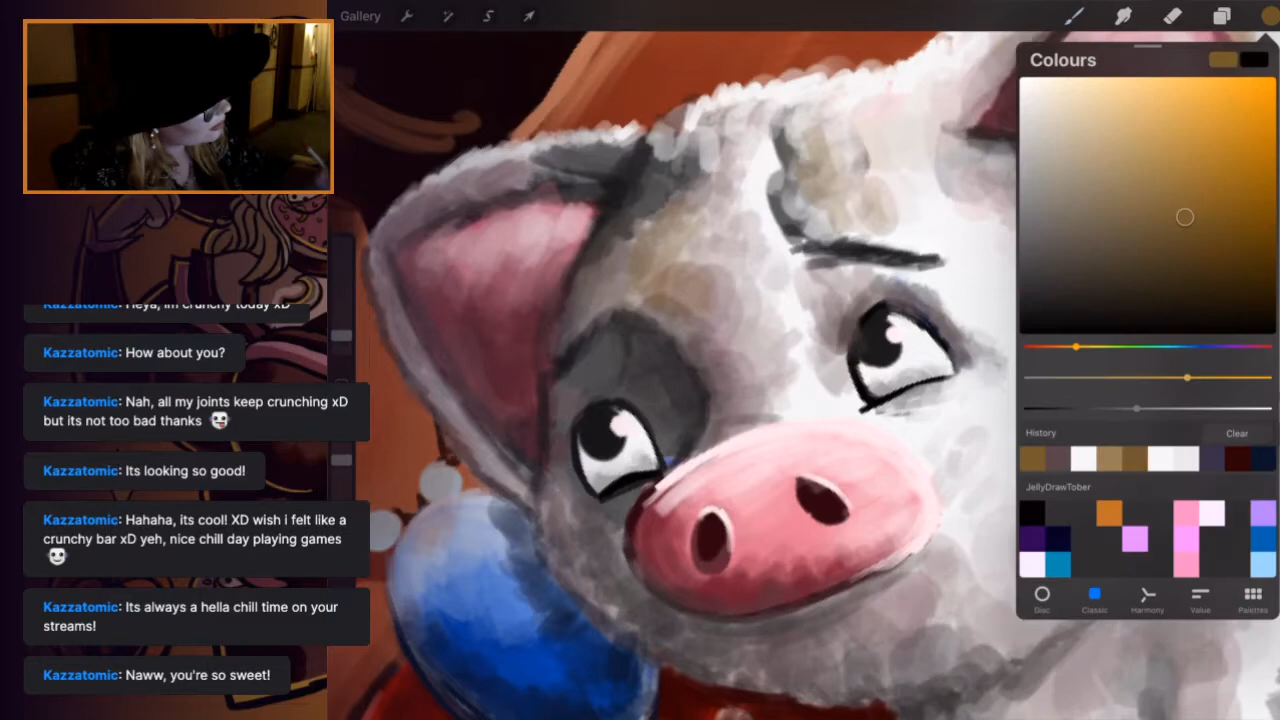 Gallery
Colours
Kazzatomic: Heya, im crunchy today xD
Kazzatomic: How about you?
Kazzatomic: Nah, all my joints keep crunching xD
but its not too bad thanks
Kazzatomic: Its looking so good!
Kazzatomic: Hahaha, its cool! XD wish i felt like a
crunchy bar xD yeh, nice chill day playing games
Kazzatomic: Its always a hella chill time on your
streams!
Kazzatomic: Naww, you're so sweet!
History
Clear
JellyDrawTober
Disc
Classic
Harmony
Value
Palettes